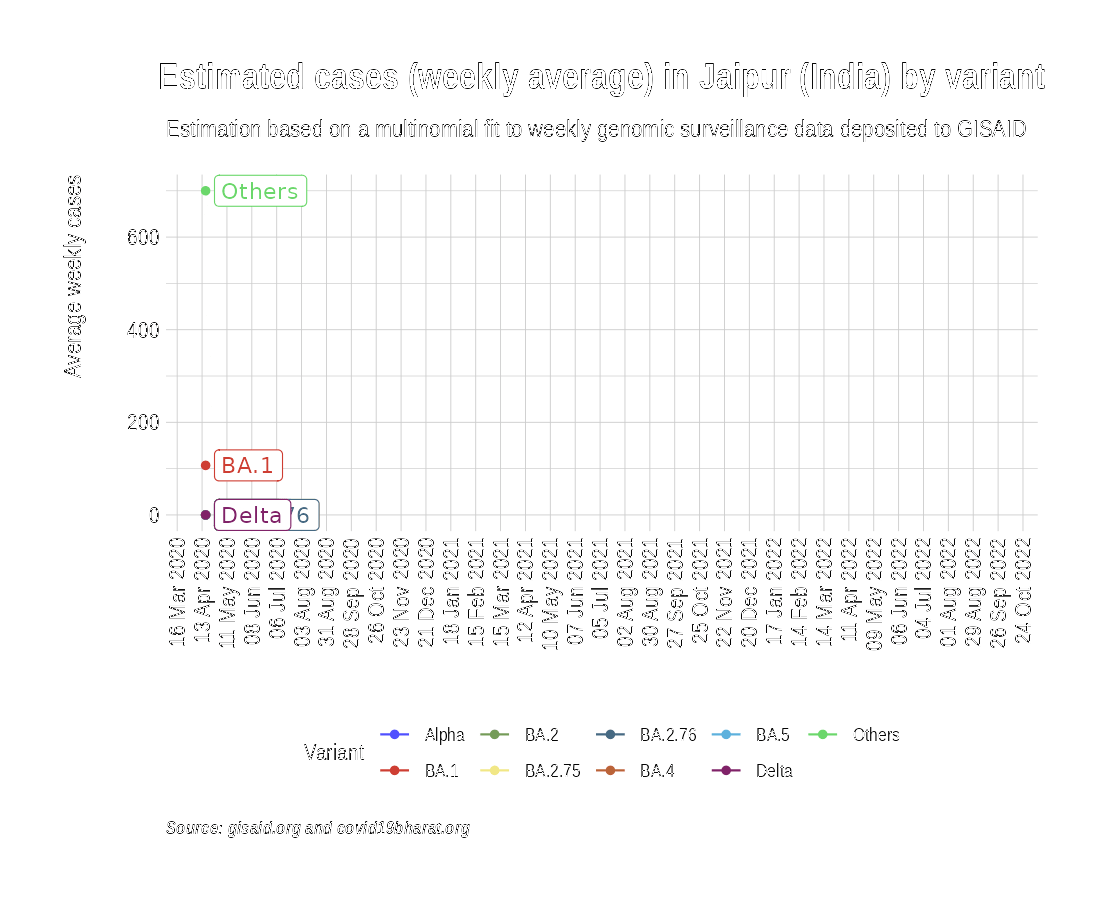 Estimated cases (weekly average) in Jaipur (India) by variant
Estimation based on a multinomial fit to weekly genomic surveillance data deposited to GISAID
Average weekly cases
600
400
200
0
Others
BA.1
Delta
76
16 Mar 2020
13 Apr 2020
11 May 2020
08 Jun 2020
06 Jul 2020
03 Aug 2020
31 Aug 2020
28 Sep 2020
26 Oct 2020
23 Nov 2020
21 Dec 2020
18 Jan 2021
15 Feb 2021
15 Mar 2021
12 Apr 2021
10 May 2021
07 Jun 2021
05 Jul 2021
02 Aug 2021
30 Aug 2021
27 Sep 2021
25 Oct 2021
22 Nov 2021
20 Dec 2021
17 Jan 2022
14 Feb 2022
14 Mar 2022
11 Apr 2022
09 May 2022
06 Jun 2022
04 Jul 2022
01 Aug 2022
29 Aug 2022
26 Sep 2022
24 Oct 2022
Variant
Alpha BA.2 BA.2.76 BA.5 Others
BA.1 BA.2.75 BA.4 Delta
Source: gisaid.org and covid19bharat.org